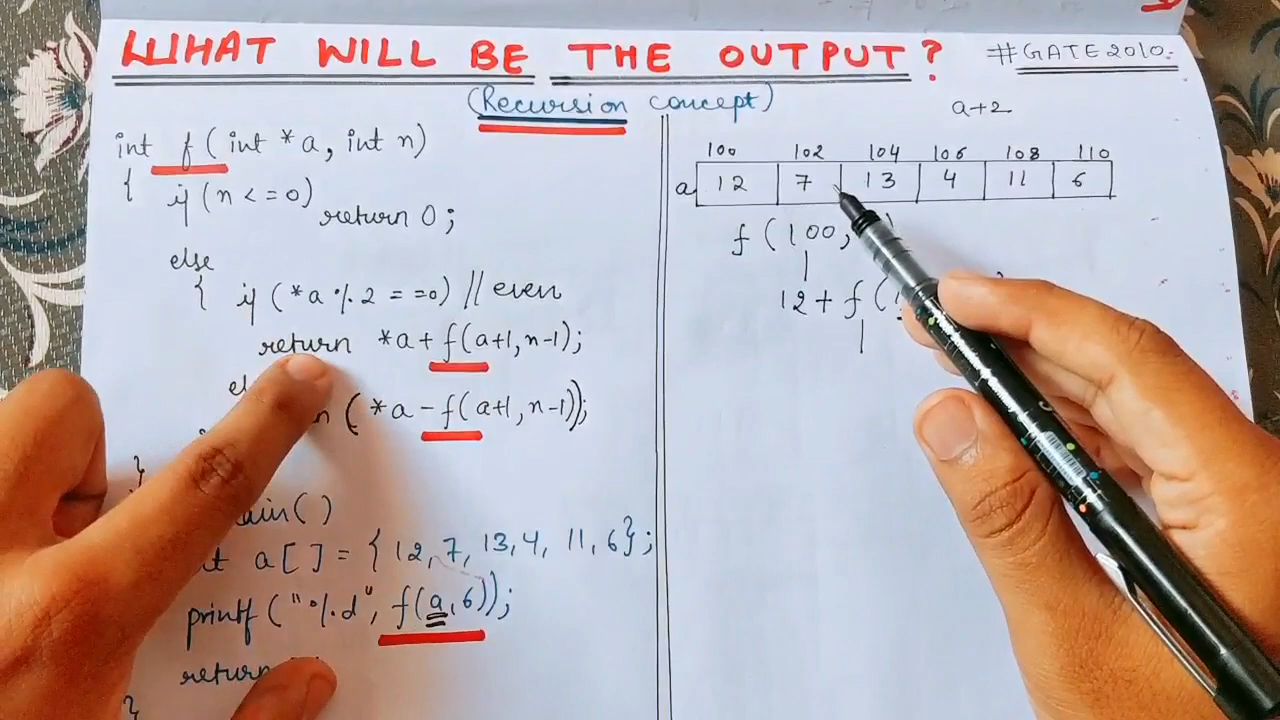 WHAT WILL BE THE OUTPUT? #GATE2010.
(Recursion concept)
int f(int *a, int n)
{ if (n <= 0)
return 0;
else
{ if (*a % 2 == 0) // even
return *a + f(a+1, n-1);
(*a - f(a+1, n-1));
}
a[] = {12, 7, 13, 4, 11, 6};
printf ("%d", f(a, 6));
return
}
a+2
100 102 104 106 108 110
a 12 7 13 4 11 6
f(100,
12 + f(